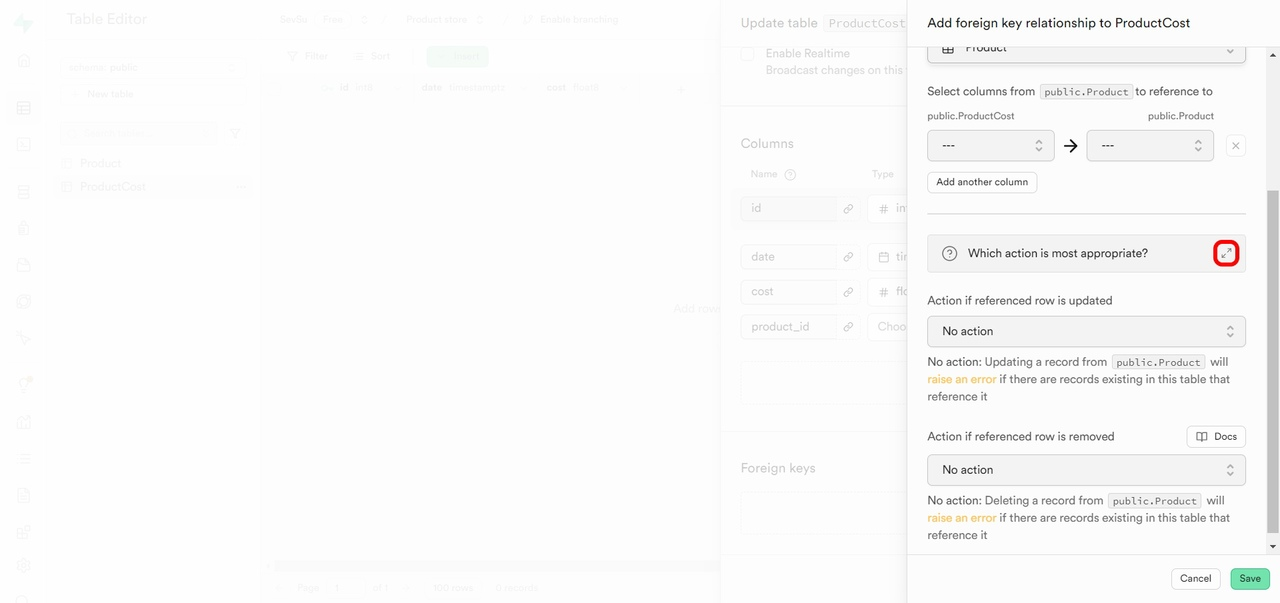 Table Editor
SavSo Free
Product store
Enable branching
Update table ProductCost
Add foreign key relationship to ProductCost
Enable Realtime
Broadcast changes on this
Product
Filter
Sort
Insert
schema: public
id int8
date timestamptz
cost float8
New table
Select columns from public.Product to reference to
public.ProductCost
public.Product
---
---
Product
ProductCost
Columns
Name
Type
Add another column
id
in
date
tin
cost
flo
product_id
Choo
Add row
Which action is most appropriate?
Action if referenced row is updated
No action
No action: Updating a record from public.Product will
raise an error if there are records existing in this table that
reference it
Action if referenced row is removed
Docs
No action
Foreign keys
No action: Deleting a record from public.Product will
raise an error if there are records existing in this table that
reference it
Page 1 of 1
100 rows
0 records
Cancel
Save